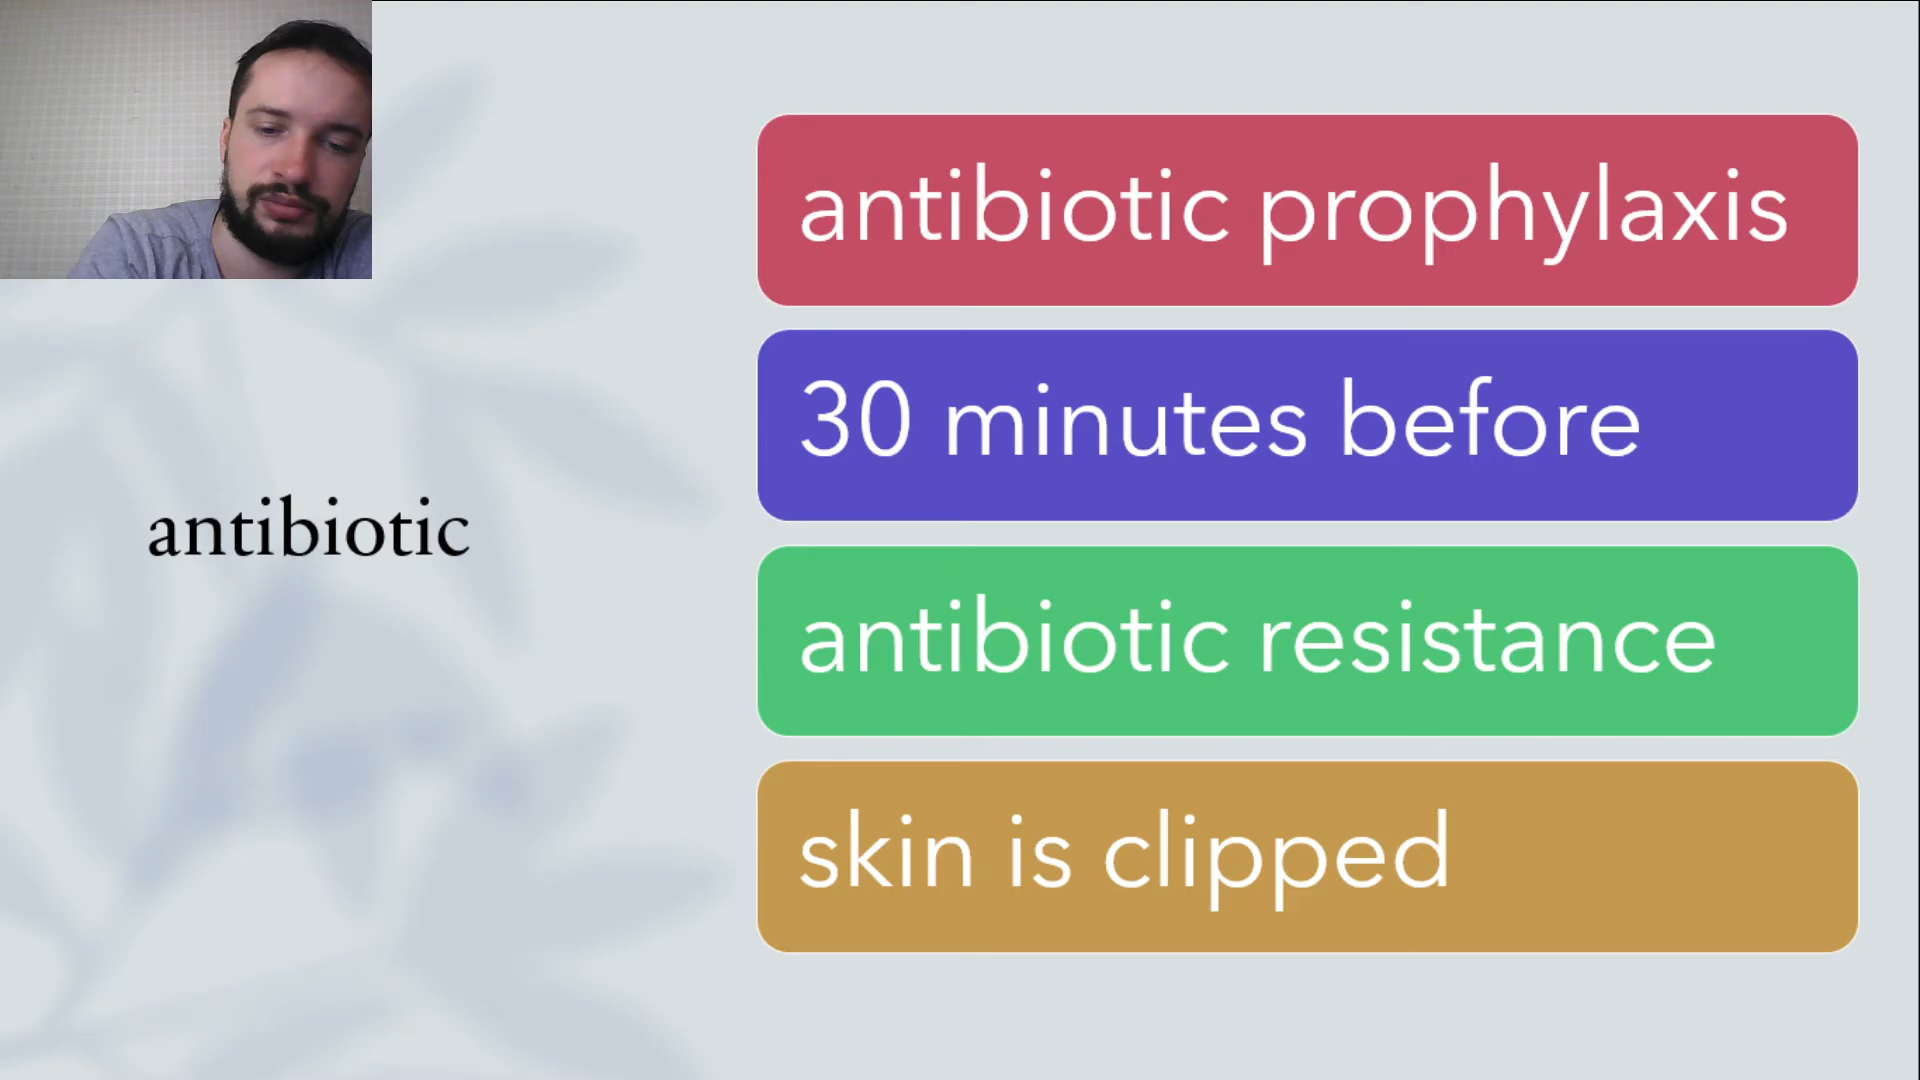 antibiotic
antibiotic prophylaxis
30 minutes before
antibiotic resistance
skin is clipped